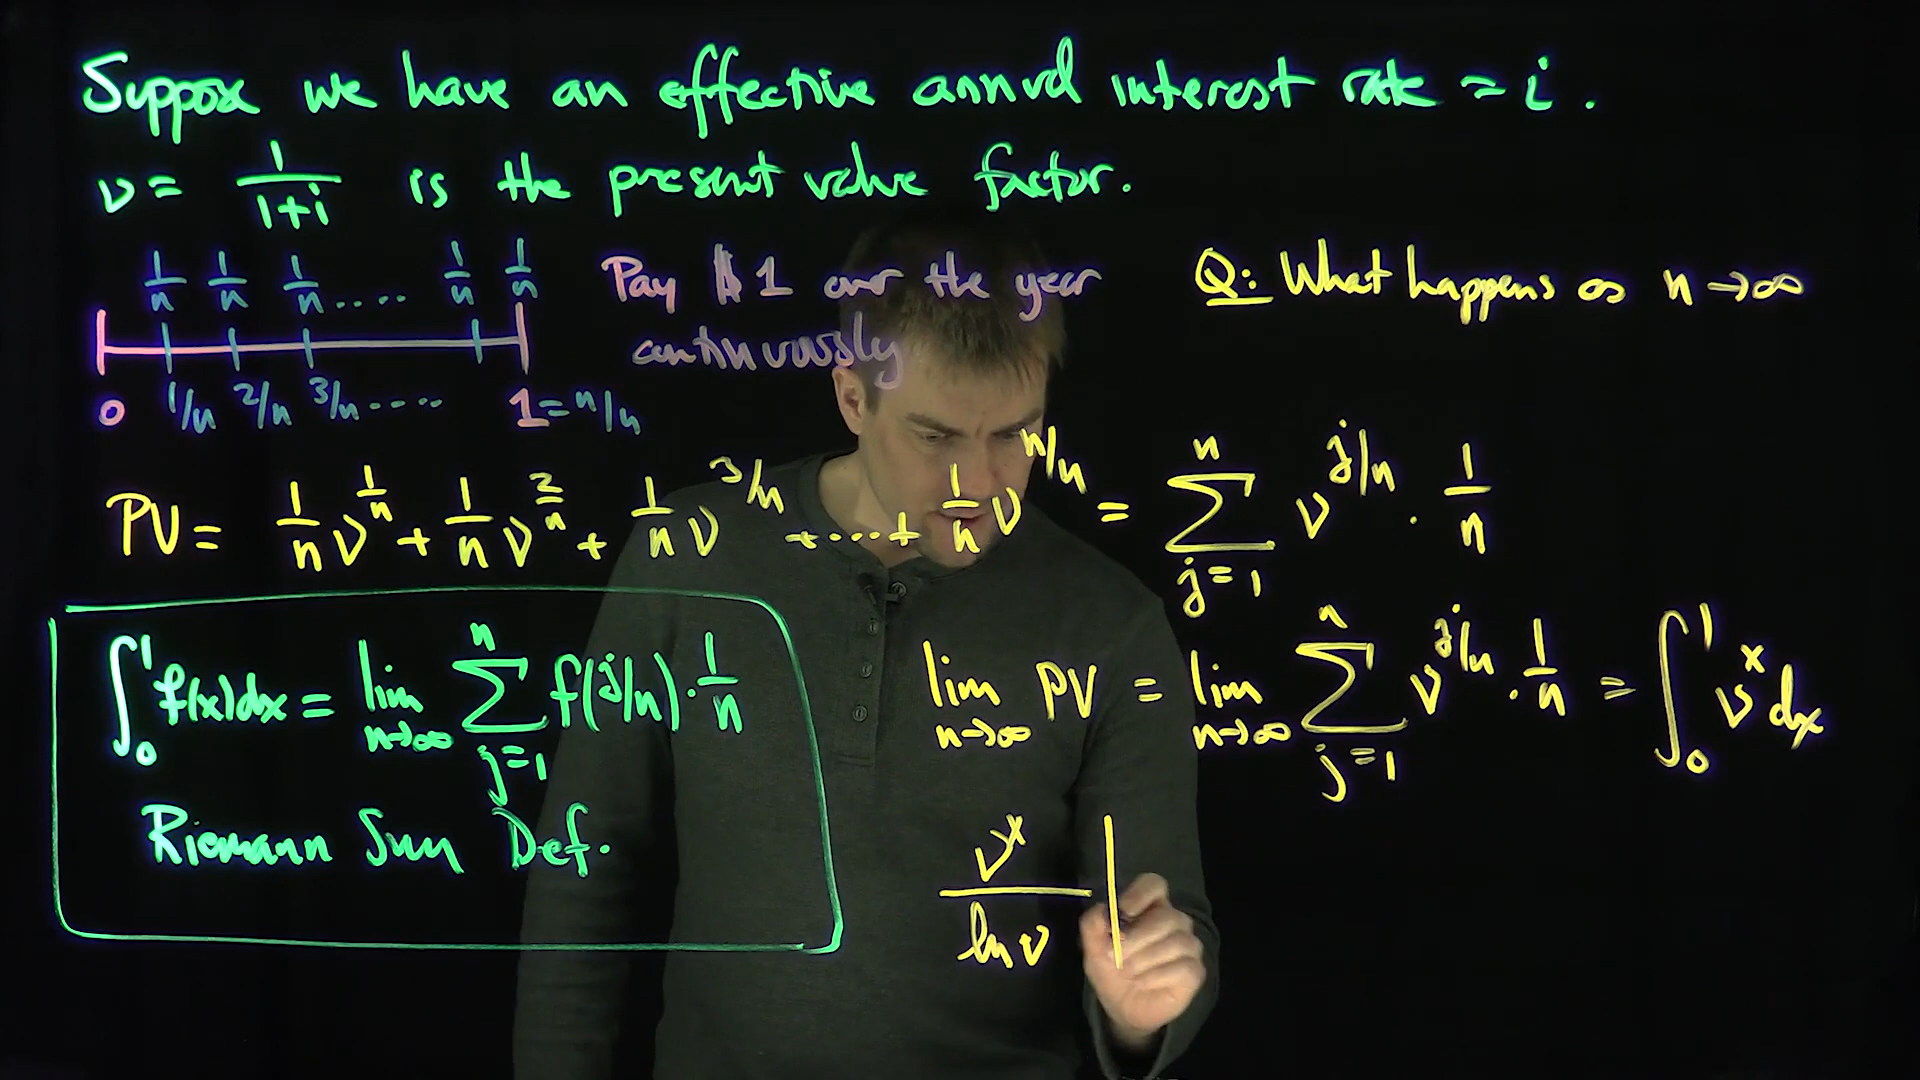 Suppose we have an effective annual interest rate = i.
v = 1/(1+i) is the present value factor.
1/n 1/n 1/n ..... 1/n 1/n
Pay $1 over the year
continuously
Q: What happens as n→∞
0 1/n 2/n 3/n .... 1 = n/n
PV = 1/n v^(1/n) + 1/n v^(2/n) + 1/n v^(3/n) + .... + 1/n v^(n/n) = ∑_{j=1}^{n} v^(j/n) · 1/n
∫_0^1 f(x)dx = lim_{n→∞} ∑_{j=1}^{n} f(j/n) · 1/n
Riemann Sum Def.
lim_{n→∞} PV = lim_{n→∞} ∑_{j=1}^{n} v^(j/n) · 1/n = ∫_0^1 v^x dx
v^x / ln v |